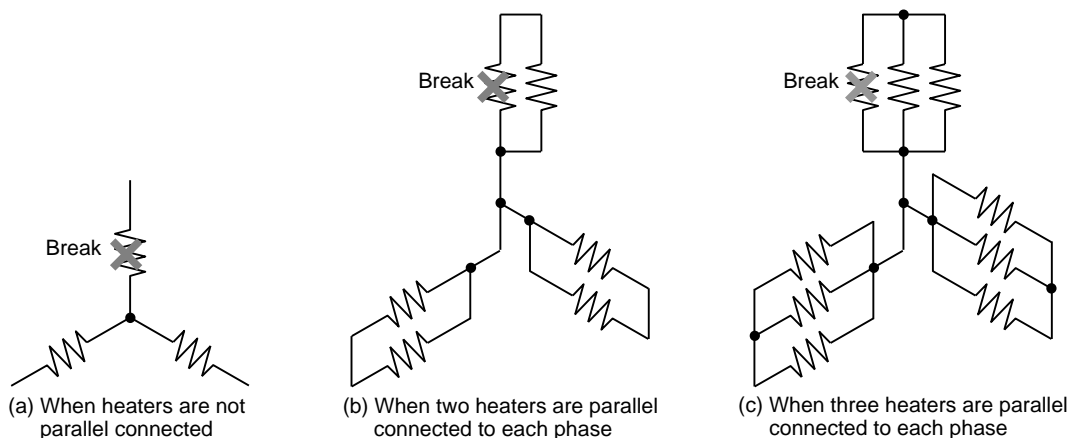 Break
Break
Break
(a) When heaters are not
parallel connected
(b) When two heaters are parallel
connected to each phase
(c) When three heaters are parallel
connected to each phase